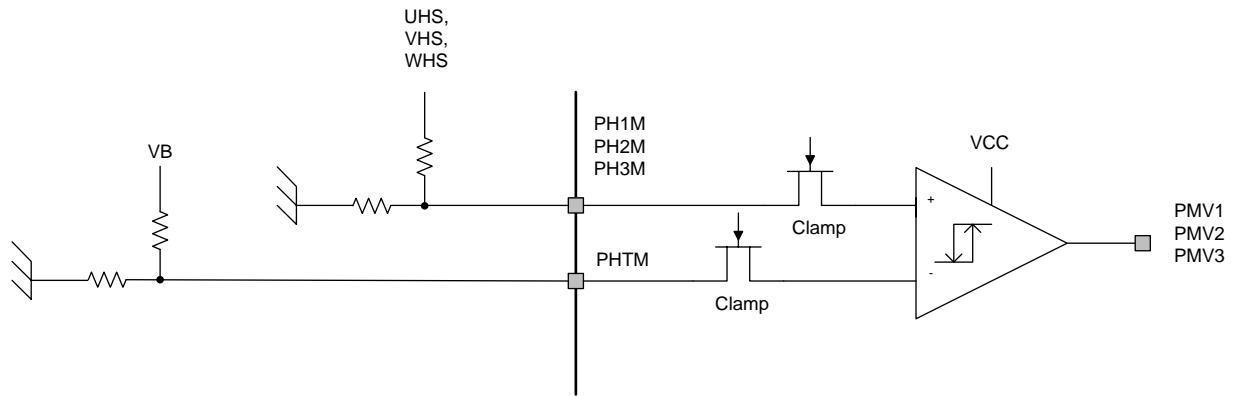 UHS,
VHS,
WHS
VB
PH1M
PH2M
PH3M
PHTM
Clamp
Clamp
VCC
+
-
PMV1
PMV2
PMV3